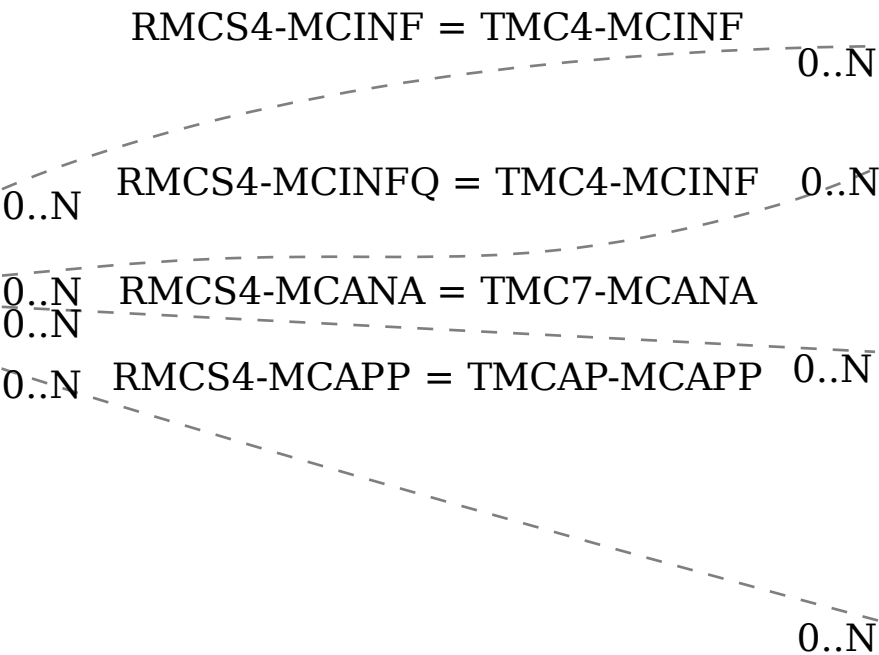 RMCS4-MCINF = TMC4-MCINF
0..N
RMCS4-MCINFQ = TMC4-MCINF
0..N
0..N
0..N
RMCS4-MCANA = TMC7-MCANA
0..N
0..N
RMCS4-MCAPP = TMCAP-MCAPP
0..N
0..N